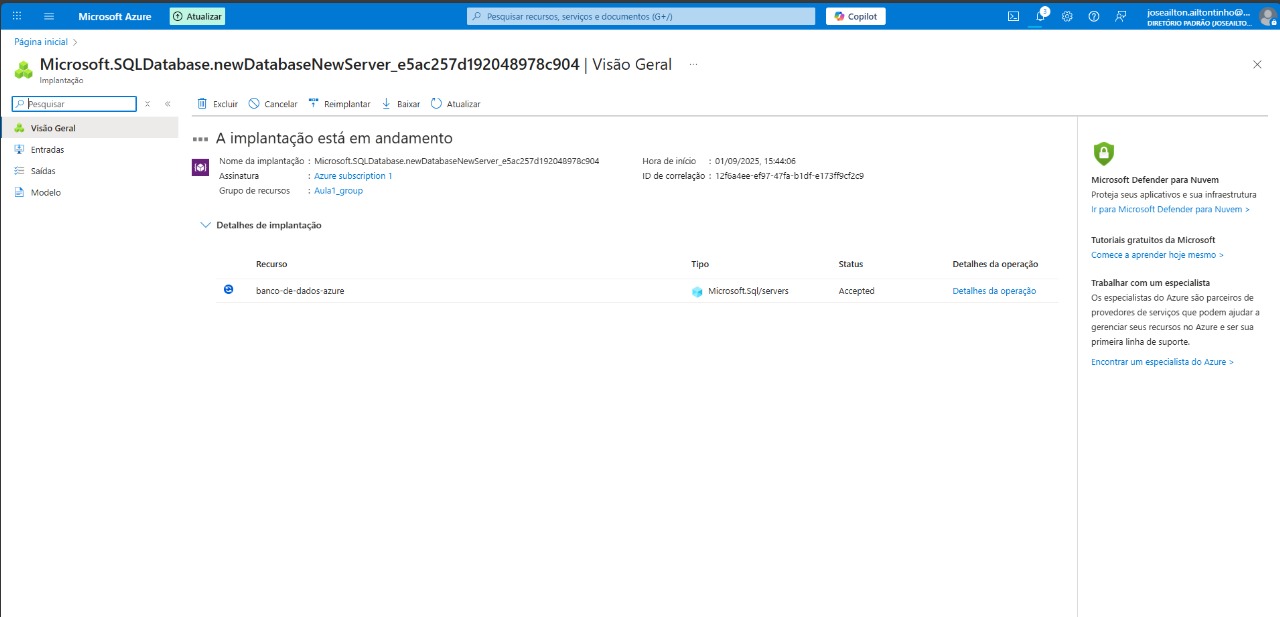 Microsoft Azure
Atualizar
Pesquisar recursos, serviços e documentos (G+/)
Copilot
3
joseailton.ailtontinho@...
DIRETÓRIO PADRÃO (JOSEAILTO...
Página inicial >
Microsoft.SQLDatabase.newDatabaseNewServer_e5ac257d192048978c904 | Visão Geral ...
Implantação
Pesquisar
Excluir Cancelar Reimplantar Baixar Atualizar
Visão Geral
Entradas
Saídas
Modelo
A implantação está em andamento
Nome da implantação : Microsoft.SQLDatabase.newDatabaseNewServer_e5ac257d192048978c904
Assinatura : Azure subscription 1
Grupo de recursos : Aula1_group
Hora de início : 01/09/2025, 15:44:06
ID de correlação : 12f6a4ee-ef97-47fa-b1df-e173ff9cf2c9
Detalhes de implantação
Recurso Tipo Status Detalhes da operação
banco-de-dados-azure Microsoft.Sql/servers Accepted Detalhes da operação
Microsoft Defender para Nuvem
Proteja seus aplicativos e sua infraestrutura
Ir para Microsoft Defender para Nuvem >
Tutoriais gratuitos da Microsoft
Comece a aprender hoje mesmo >
Trabalhar com um especialista
Os especialistas do Azure são parceiros de
provedores de serviços que podem ajudar a
gerenciar seus recursos no Azure e ser sua
primeira linha de suporte.
Encontrar um especialista do Azure >